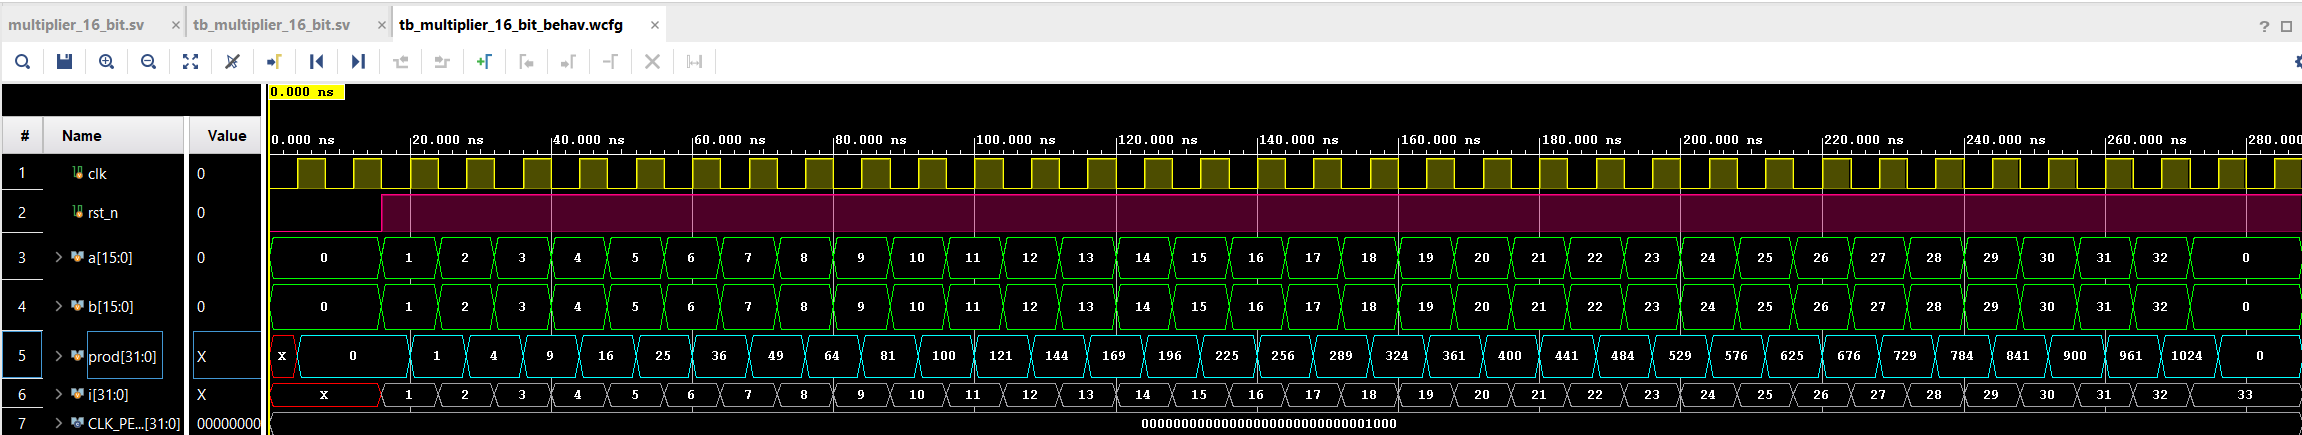 multiplier_16_bit.sv × tb_multiplier_16_bit.sv × tb_multiplier_16_bit_behav.wcfg × ?
0.000 ns
# Name Value 0.000 ns 20.000 ns 40.000 ns 60.000 ns 80.000 ns 100.000 ns 120.000 ns 140.000 ns 160.000 ns 180.000 ns 200.000 ns 220.000 ns 240.000 ns 260.000 ns 280.000
1 clk 0
2 rst_n 0
3 a[15:0] 0 0 1 2 3 4 5 6 7 8 9 10 11 12 13 14 15 16 17 18 19 20 21 22 23 24 25 26 27 28 29 30 31 32 0
4 b[15:0] 0 0 1 2 3 4 5 6 7 8 9 10 11 12 13 14 15 16 17 18 19 20 21 22 23 24 25 26 27 28 29 30 31 32 0
5 prod[31:0] X X 0 1 4 9 16 25 36 49 64 81 100 121 144 169 196 225 256 289 324 361 400 441 484 529 576 625 676 729 784 841 900 961 1024 0
6 i[31:0] X X 1 2 3 4 5 6 7 8 9 10 11 12 13 14 15 16 17 18 19 20 21 22 23 24 25 26 27 28 29 30 31 32 33
7 CLK_PE...[31:0] 00000000 00000000000000000000000000001000